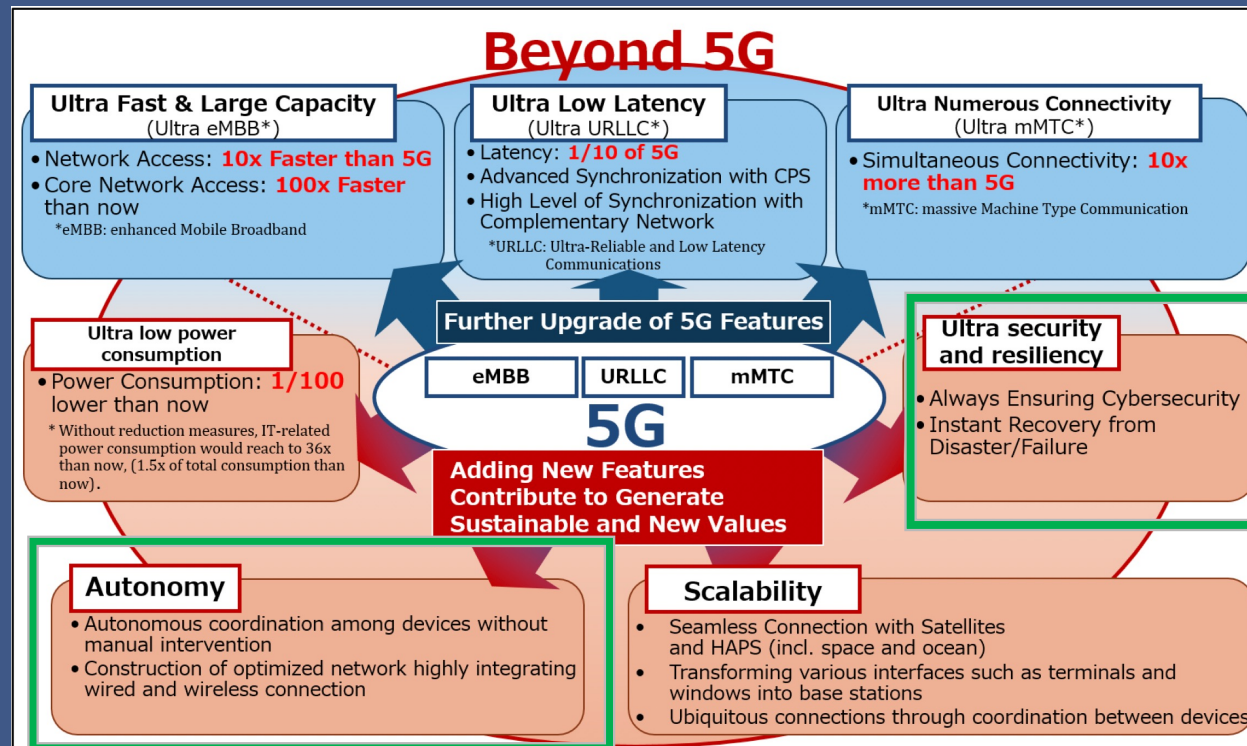 Beyond 5G
Ultra Fast & Large Capacity
(Ultra eMBB*)
• Network Access: 10x Faster than 5G
• Core Network Access: 100x Faster
than now
*eMBB: enhanced Mobile Broadband
Ultra Low Latency
(Ultra URLLC*)
• Latency: 1/10 of 5G
• Advanced Synchronization with CPS
• High Level of Synchronization with
Complementary Network
*URLLC: Ultra-Reliable and Low Latency
Communications
Ultra Numerous Connectivity
(Ultra mMTC*)
• Simultaneous Connectivity: 10x
more than 5G
*mMTC: massive Machine Type Communication
Further Upgrade of 5G Features
eMBB
URLLC
mMTC
5G
Ultra low power
consumption
• Power Consumption: 1/100
lower than now
* Without reduction measures, IT-related
power consumption would reach to 36x
than now, (1.5x of total consumption than
now).
Ultra security
and resiliency
• Always Ensuring Cybersecurity
• Instant Recovery from
Disaster/Failure
Adding New Features
Contribute to Generate
Sustainable and New Values
Autonomy
• Autonomous coordination among devices without
manual intervention
• Construction of optimized network highly integrating
wired and wireless connection
Scalability
• Seamless Connection with Satellites
and HAPS (incl. space and ocean)
• Transforming various interfaces such as terminals and
windows into base stations
• Ubiquitous connections through coordination between devices